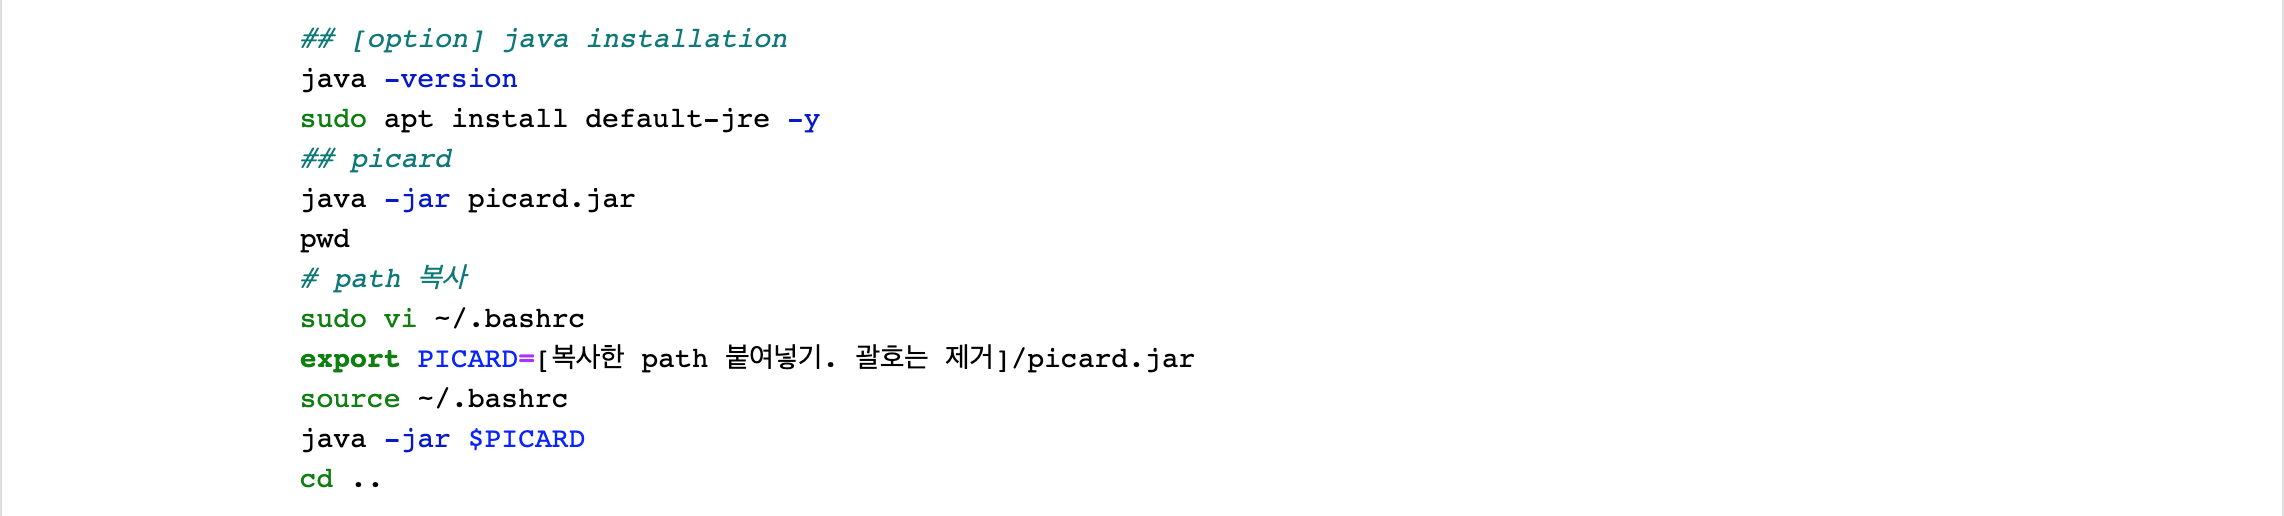 ## [option] java installation
java -version
sudo apt install default-jre -y
## picard
java -jar picard.jar
pwd
# path 복사
sudo vi ~/.bashrc
export PICARD=[복사한 path 붙여넣기. 괄호는 제거]/picard.jar
source ~/.bashrc
java -jar $PICARD
cd ..